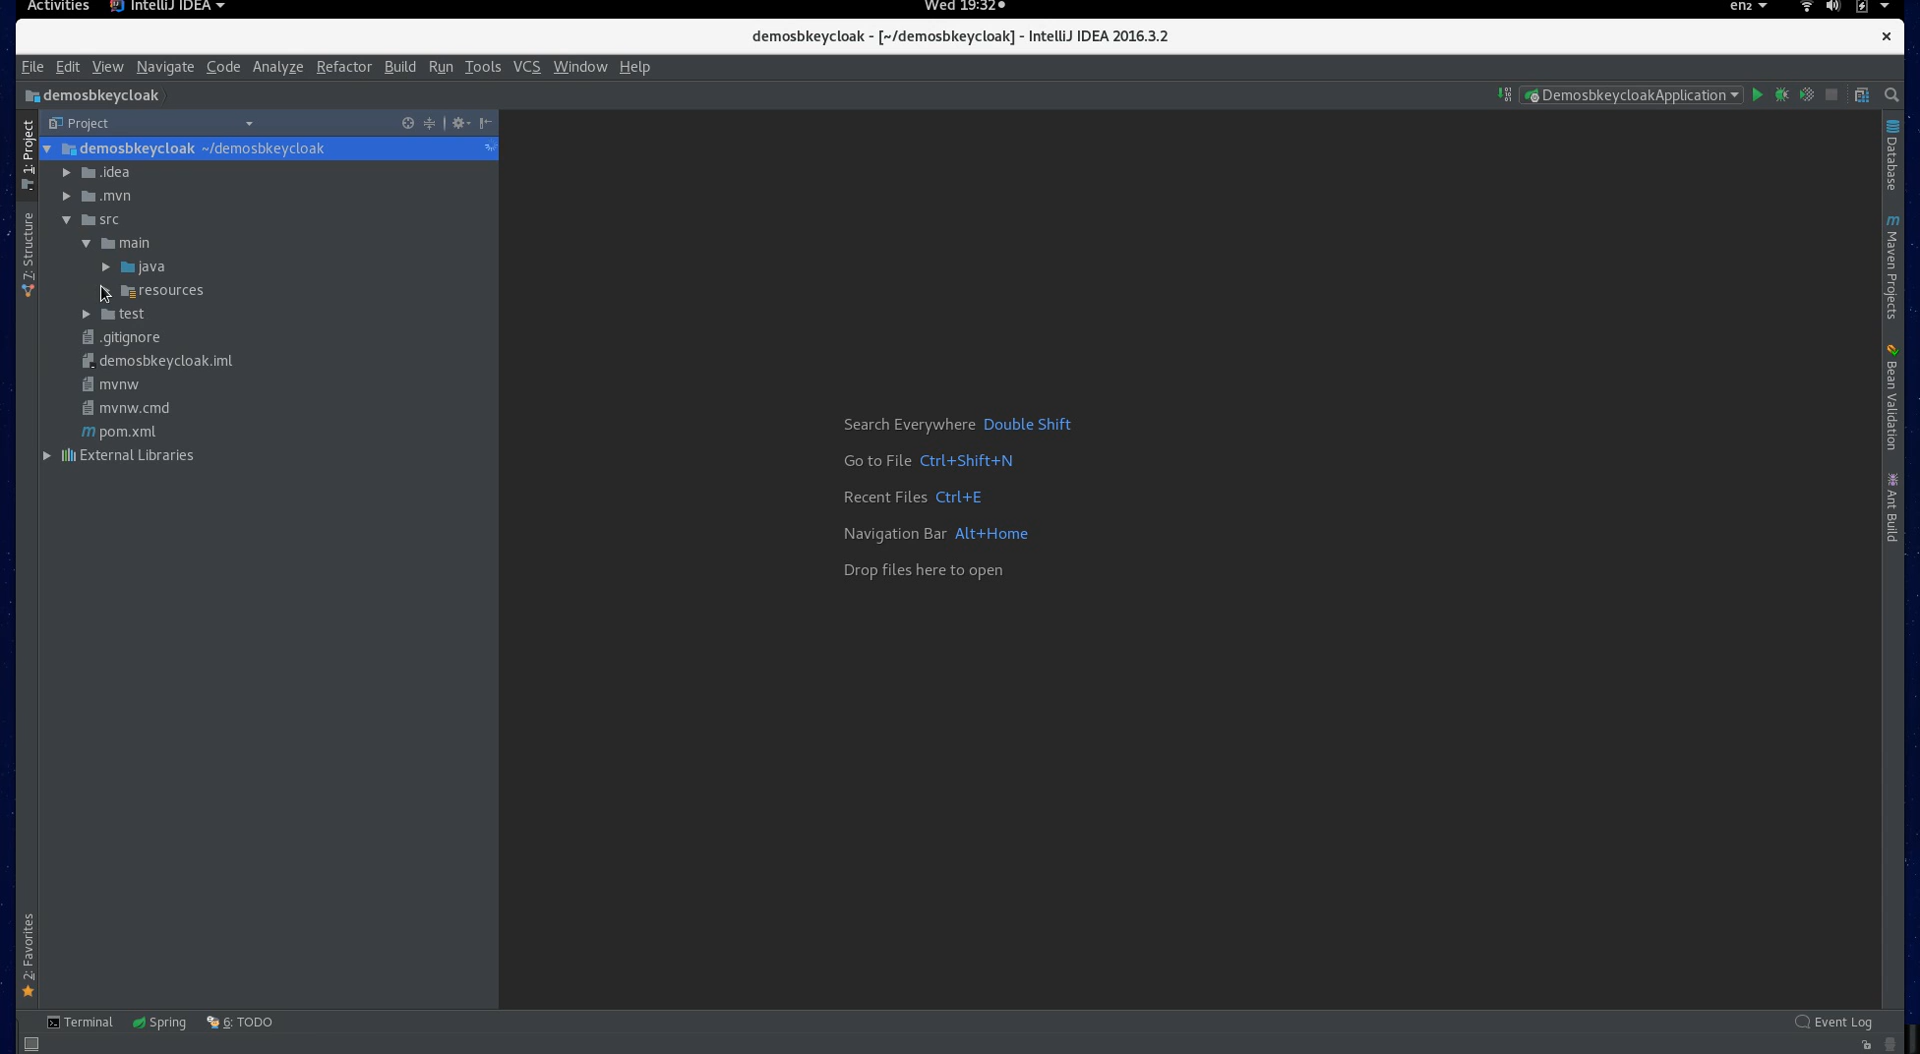 Activities IntelliJ IDEA Wed 19:32 en₂
demosbkeycloak - [~/demosbkeycloak] - IntelliJ IDEA 2016.3.2
File Edit View Navigate Code Analyze Refactor Build Run Tools VCS Window Help
demosbkeycloak DemosbkeycloakApplication
Project
demosbkeycloak ~/demosbkeycloak
.idea
.mvn
src
main
java
resources
test
.gitignore
demosbkeycloak.iml
mvnw
mvnw.cmd
pom.xml
External Libraries
1: Project
7: Structure
2: Favorites
Search Everywhere Double Shift
Go to File Ctrl+Shift+N
Recent Files Ctrl+E
Navigation Bar Alt+Home
Drop files here to open
Database
Maven Projects
Bean Validation
Ant Build
Terminal Spring 6: TODO Event Log